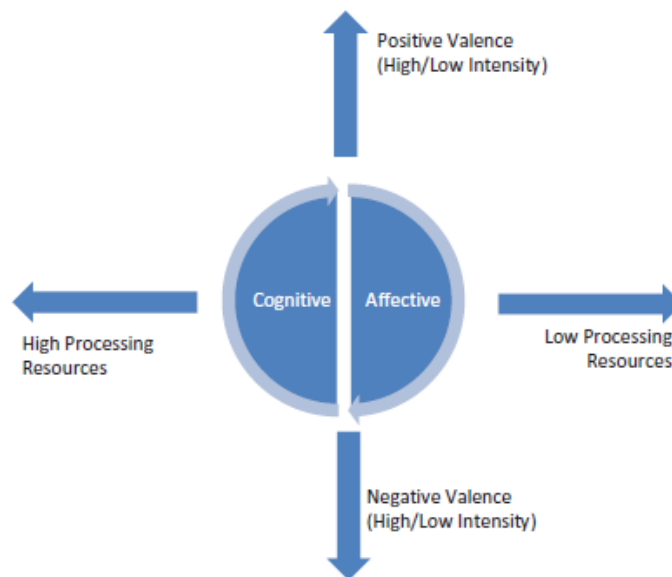 Positive Valence
(High/Low Intensity)
Cognitive
Affective
High Processing
Resources
Low Processing
Resources
Negative Valence
(High/Low Intensity)